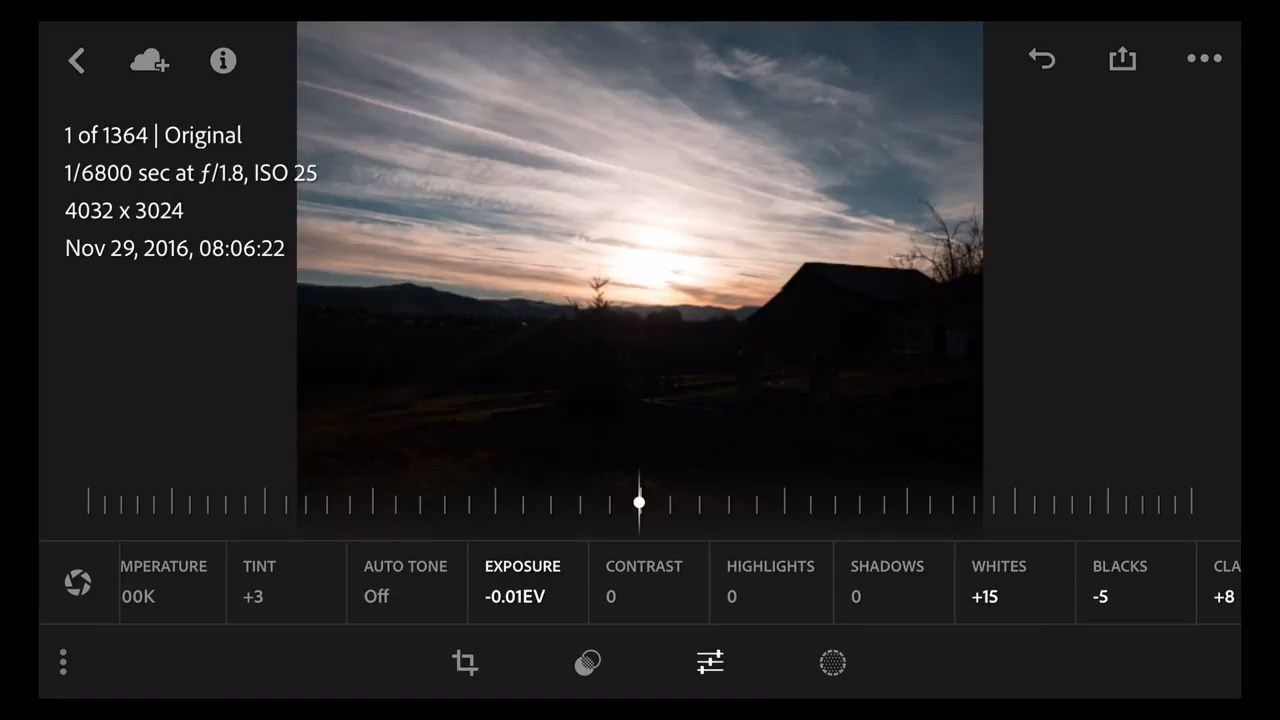 1 of 1364 | Original
1/6800 sec at ƒ/1.8, ISO 25
4032 x 3024
Nov 29, 2016, 08:06:22
MPERATURE TINT AUTO TONE EXPOSURE CONTRAST HIGHLIGHTS SHADOWS WHITES BLACKS CLA
00K +3 Off -0.01EV 0 0 0 +15 -5 +8